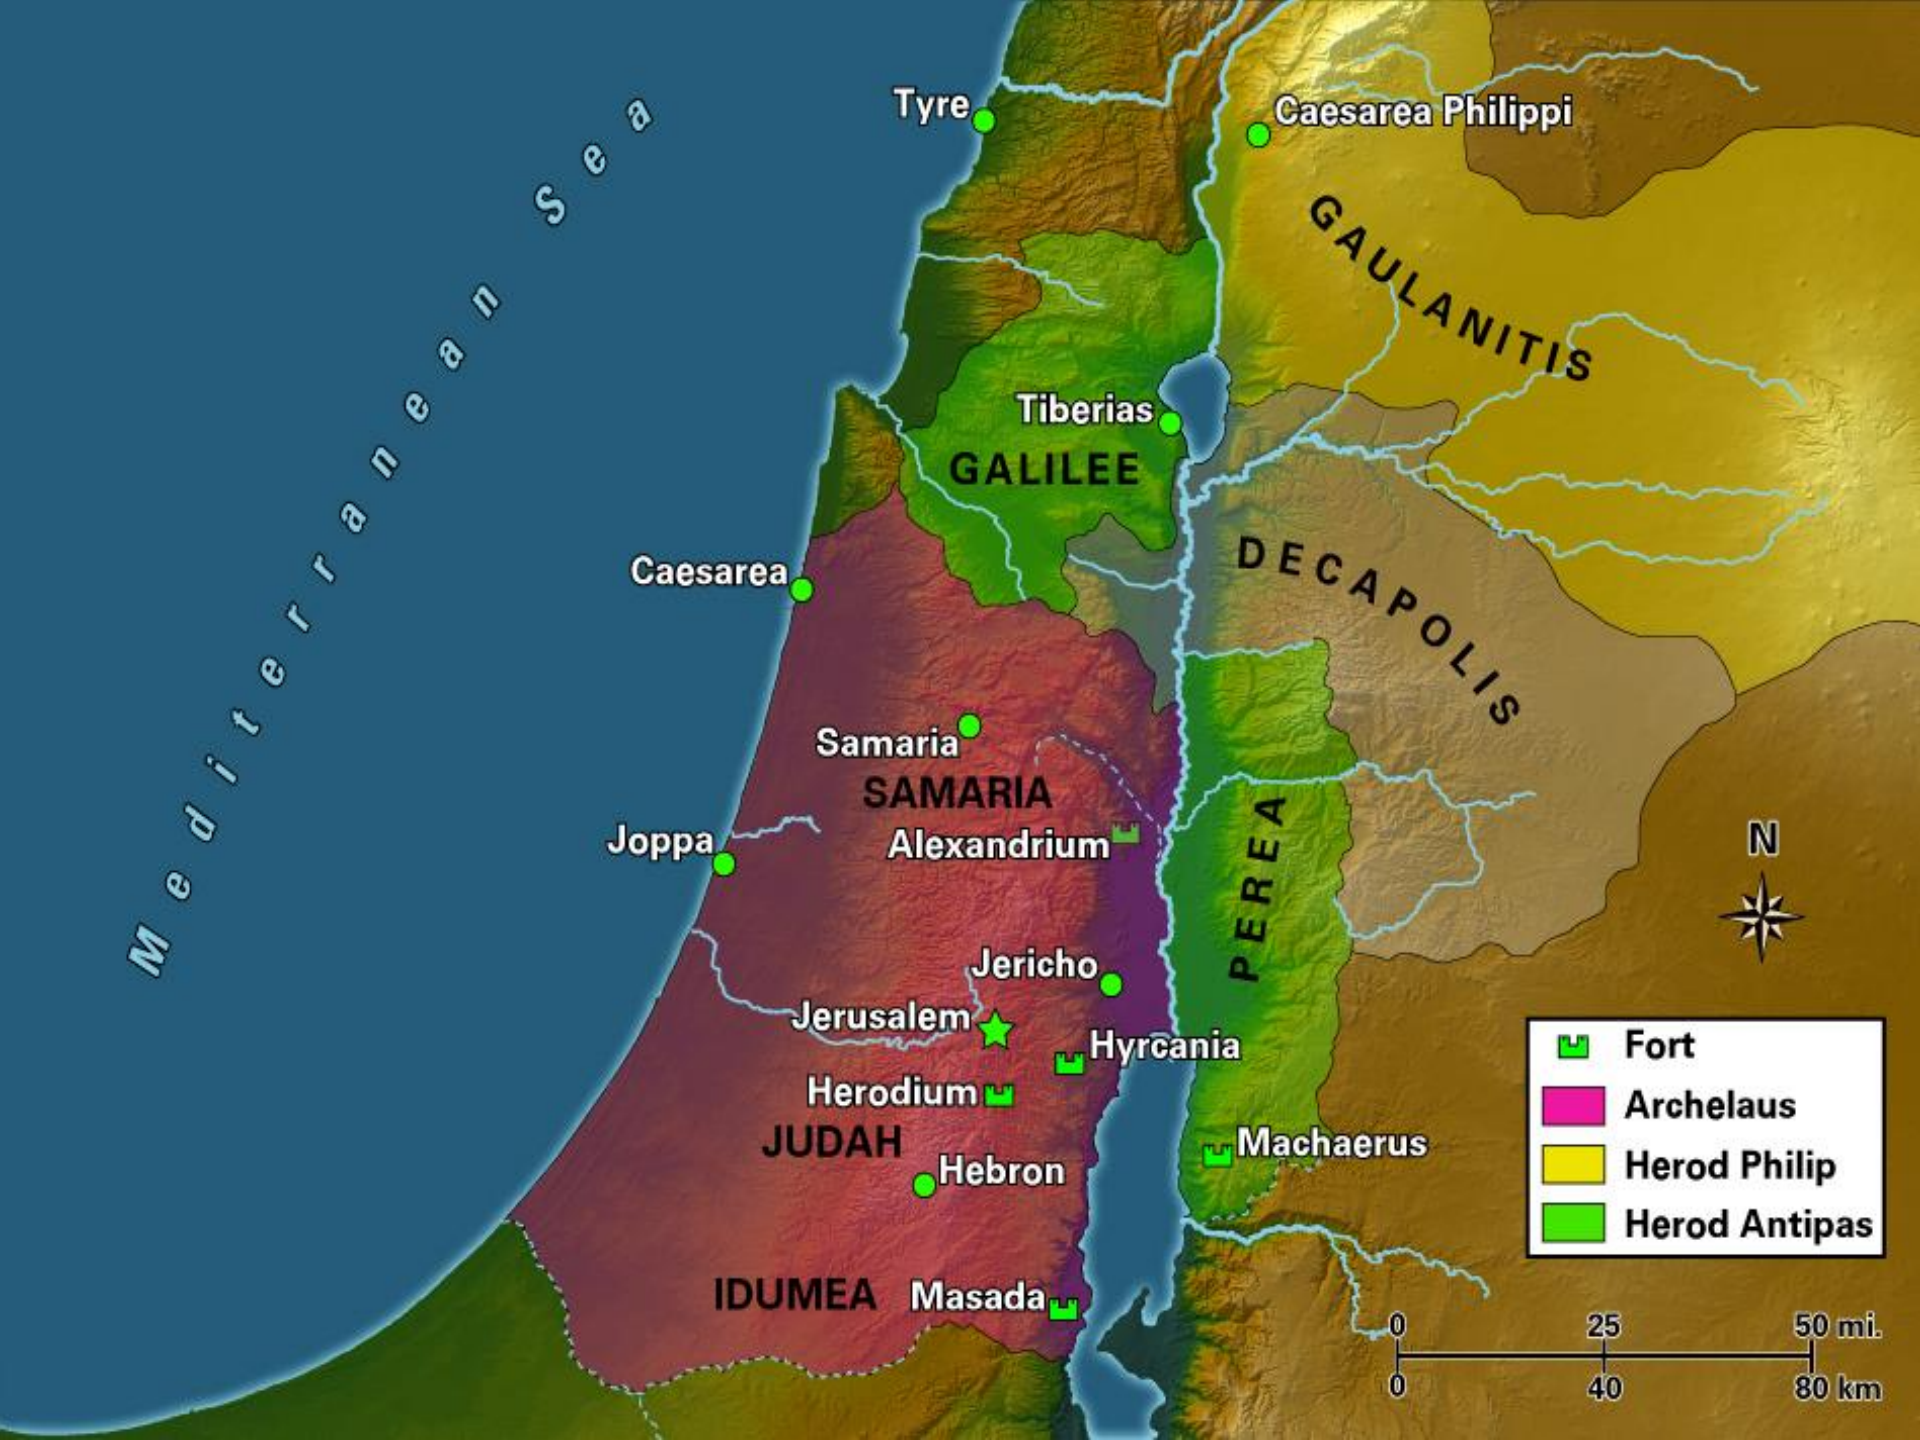 Tyre
Caesarea Philippi
Mediterranean Sea
GAULANITIS
Tiberias
GALILEE
DECAPOLIS
Caesarea
Samaria
SAMARIA
Alexandrium
Joppa
PEREA
N
Jericho
Jerusalem
Hyrcania
Herodium
JUDAH
Machaerus
Hebron
IDUMEA
Masada
Fort
Archelaus
Herod Philip
Herod Antipas
0 25 50 mi.
0 40 80 km